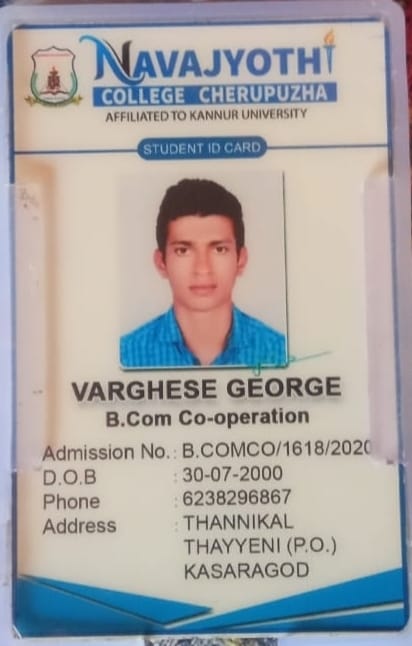 NAVAJYOTHI
COLLEGE CHERUPUZHA
AFFILIATED TO KANNUR UNIVERSITY
STUDENT ID CARD
VARGHESE GEORGE
B.Com Co-operation
Admission No. : B.COMCO/1618/2020
D.O.B : 30-07-2000
Phone : 6238296867
Address : THANNIKAL
THAYYENI (P.O.)
KASARAGOD